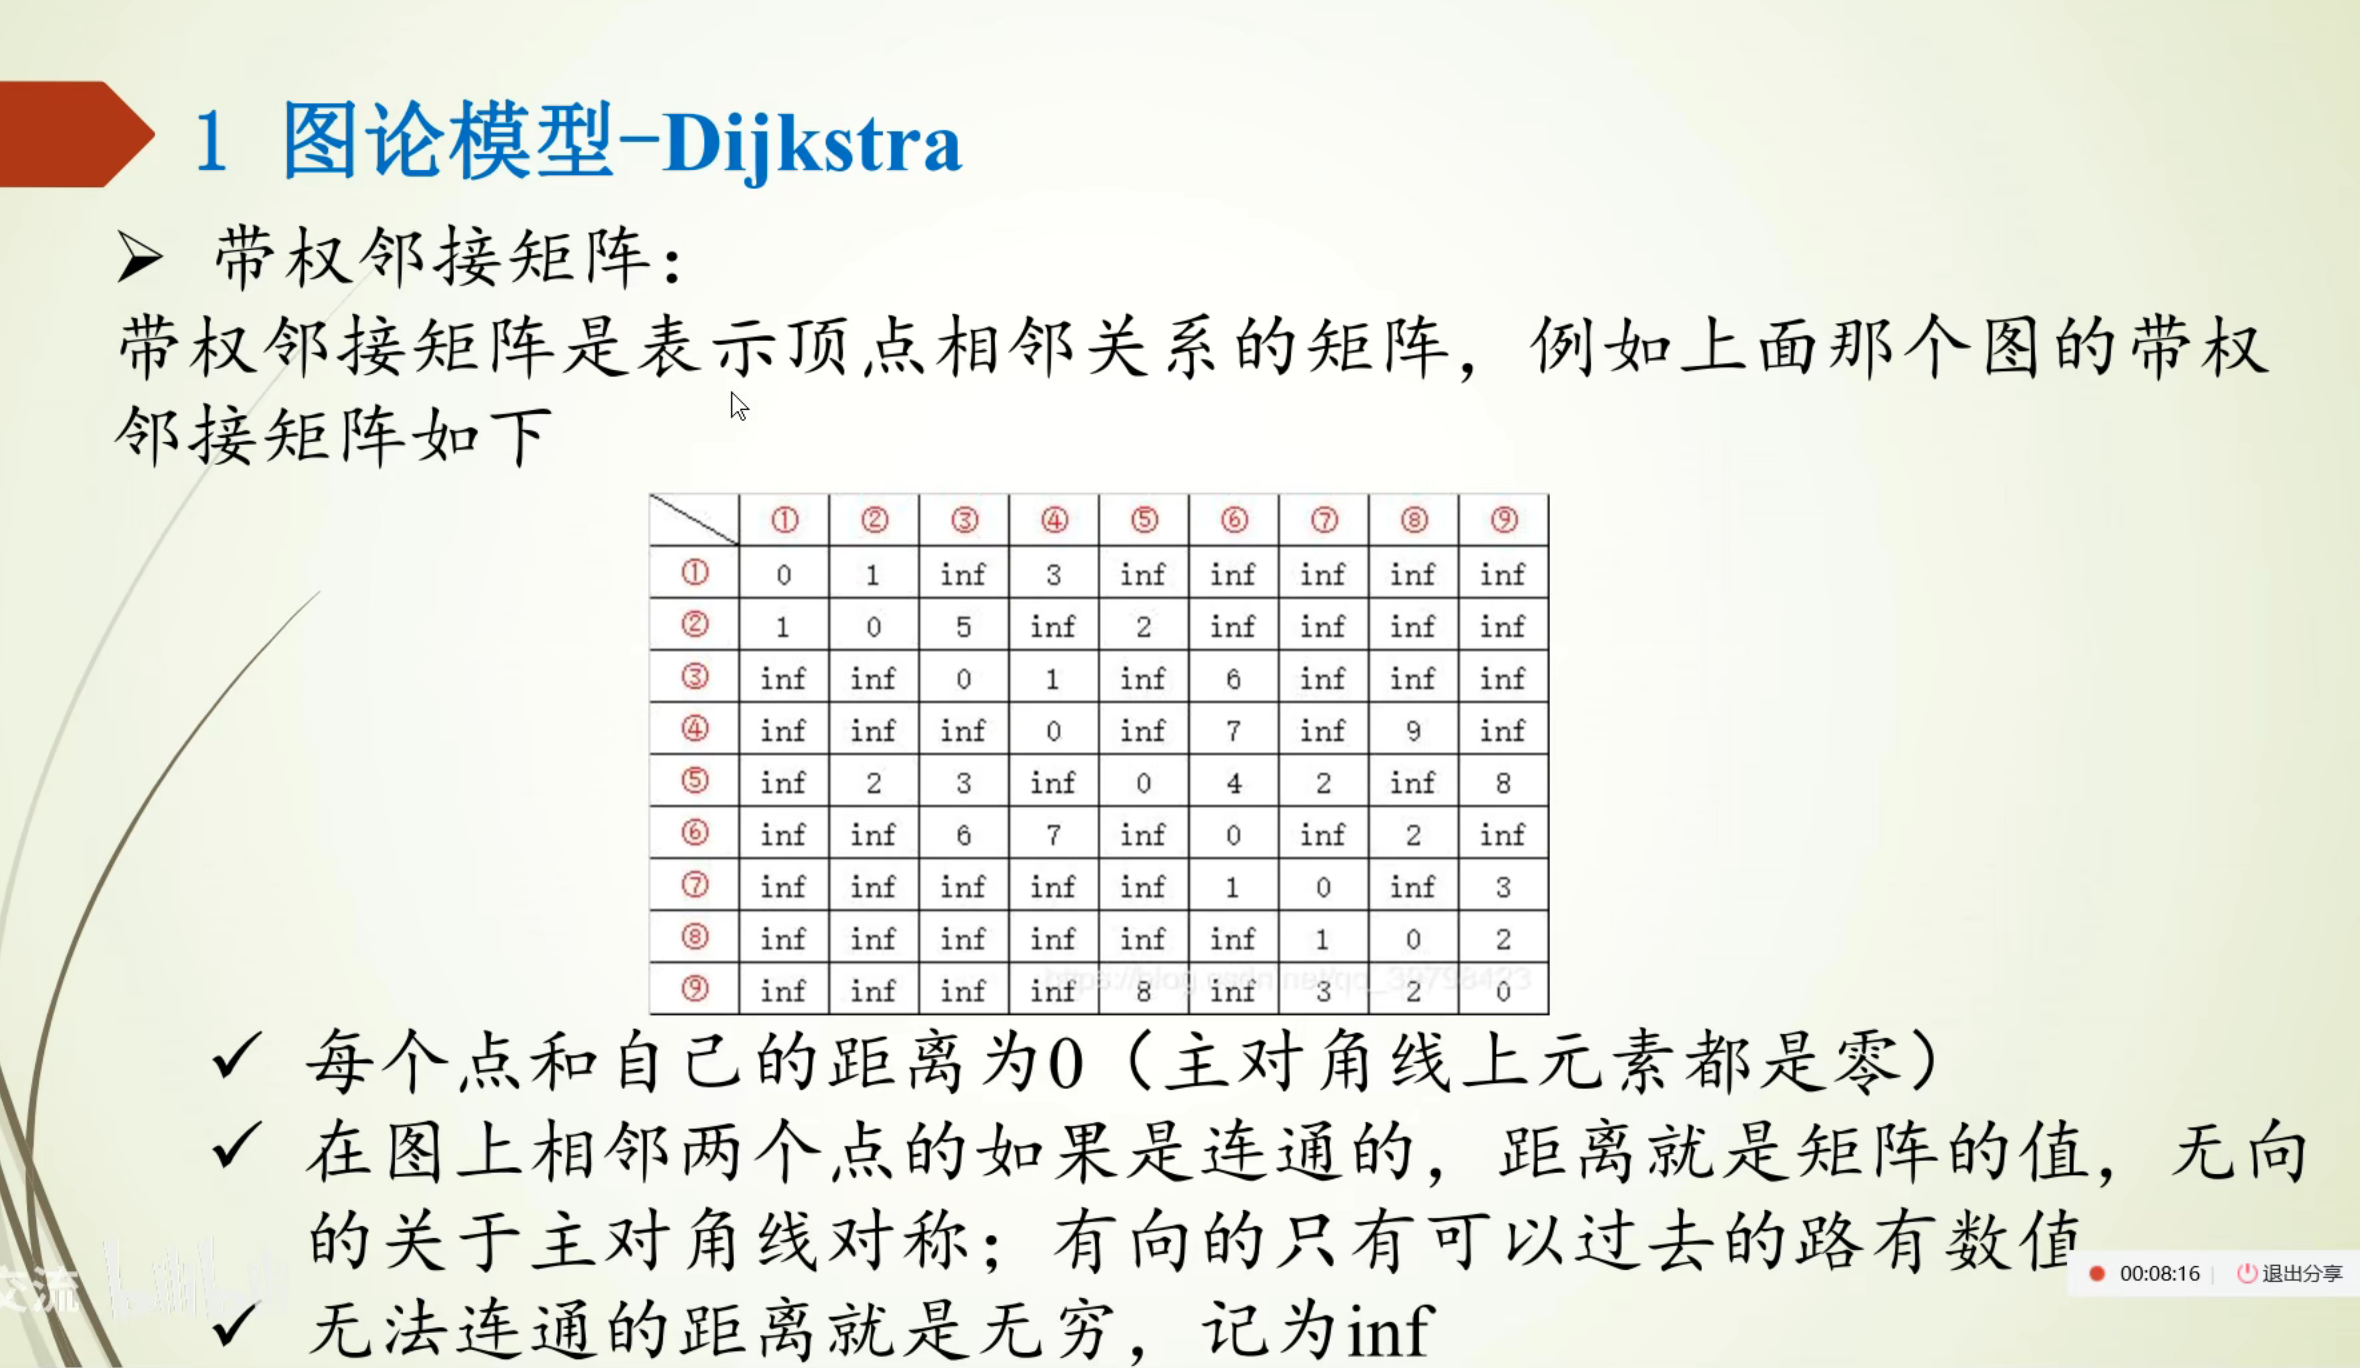 1 图论模型-Dijkstra
➢ 带权邻接矩阵：
带权邻接矩阵是表示顶点相邻关系的矩阵，例如上面那个图的带权
邻接矩阵如下
① ② ③ ④ ⑤ ⑥ ⑦ ⑧ ⑨
① 0 1 inf 3 inf inf inf inf inf
② 1 0 5 inf 2 inf inf inf inf
③ inf inf 0 1 inf 6 inf inf inf
④ inf inf inf 0 inf 7 inf 9 inf
⑤ inf 2 3 inf 0 4 2 inf 8
⑥ inf inf 6 7 inf 0 inf 2 inf
⑦ inf inf inf inf inf 1 0 inf 3
⑧ inf inf inf inf inf inf 1 0 2
⑨ inf inf inf inf 8 inf 3 2 0
https://blog.csdn.net/qq_39798423
✓ 每个点和自己的距离为0（主对角线上元素都是零）
✓ 在图上相邻两个点的如果是连通的，距离就是矩阵的值，无向
的关于主对角线对称；有向的只有可以过去的路有数值
00:08:16 退出分享
交流
✓ 无法连通的距离就是无穷，记为inf